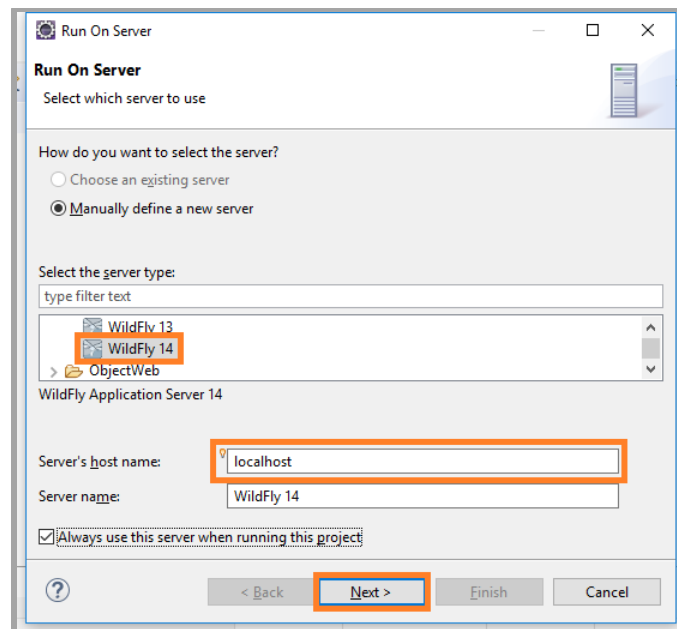 Run On Server
Run On Server
Select which server to use
How do you want to select the server?
Choose an existing server
Manually define a new server
Select the server type:
type filter text
WildFly 13
WildFly 14
ObjectWeb
WildFly Application Server 14
Server's host name:
localhost
Server name:
WildFly 14
Always use this server when running this project
?
< Back
Next >
Finish
Cancel